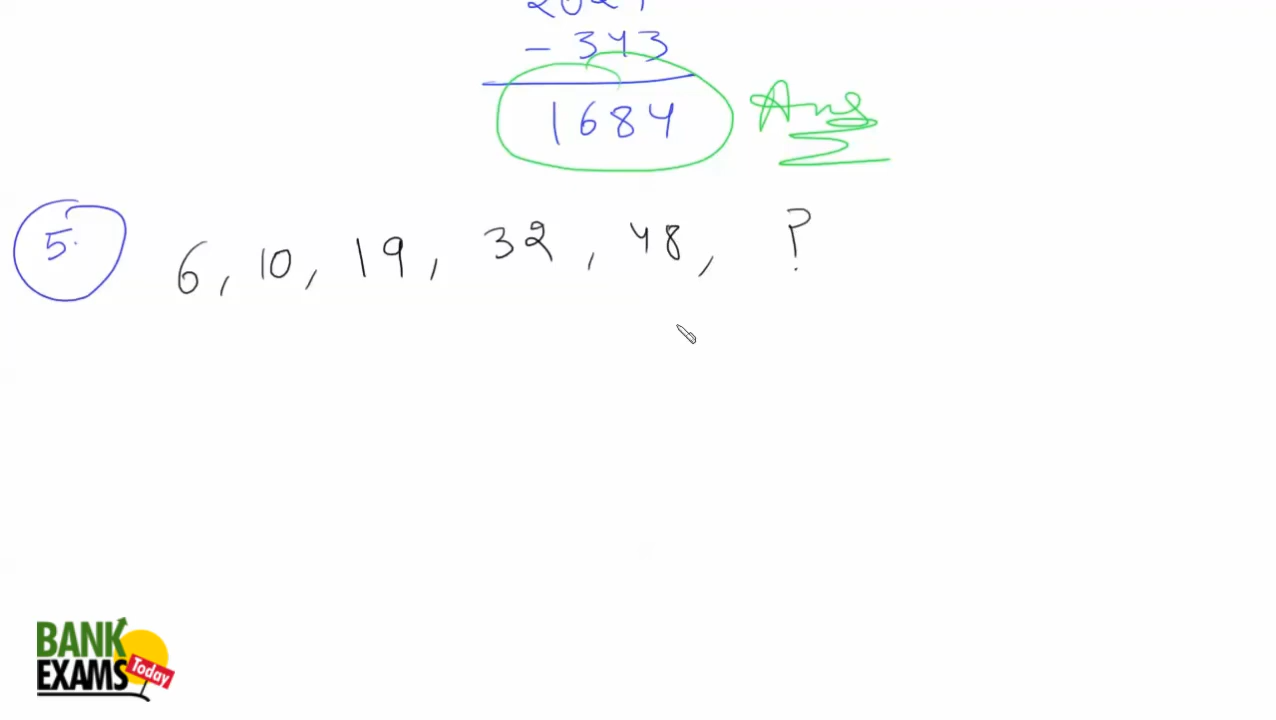 - 343
1684 Ans
5. 6, 10, 19, 32, 48, ?
BANK
EXAMS Today